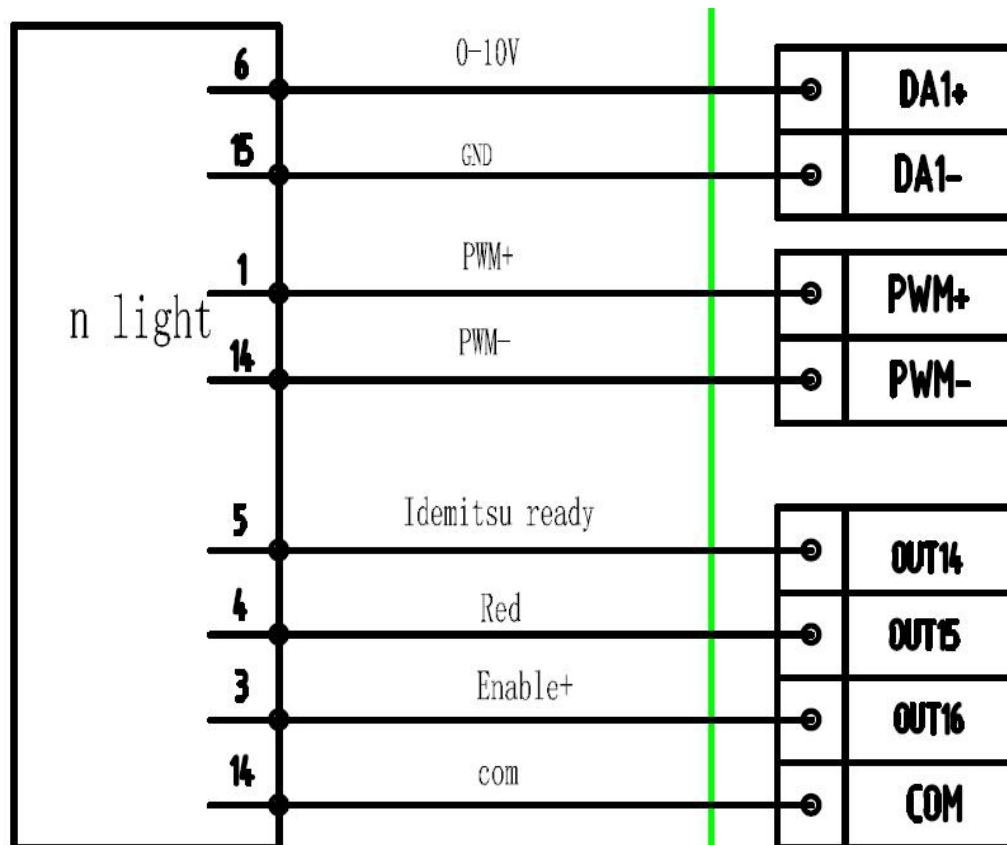 6 0-10V DA1+
15 GND DA1-
1 PWM+ PWM+
n light
14 PWM- PWM-
5 Idemitsu ready OUT14
4 Red OUT15
3 Enable+ OUT16
14 com COM